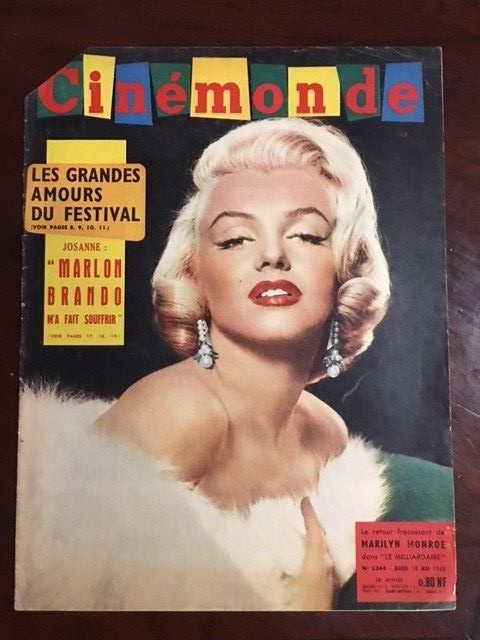 Cinémonde
LES GRANDES
AMOURS
DU FESTIVAL
(VOIR PAGES 8, 9, 10, 11.)
JOSANNE :
"MARLON
BRANDO
M'A FAIT SOUFFRIR"
(VOIR PAGES 17, 18, 19.)
Le retour fracassant de
MARILYN MONROE
dans "LE MILLIARDAIRE"
N° 1344 - MARDI 10 MAI 1960
28e ANNÉE
0,80 NF